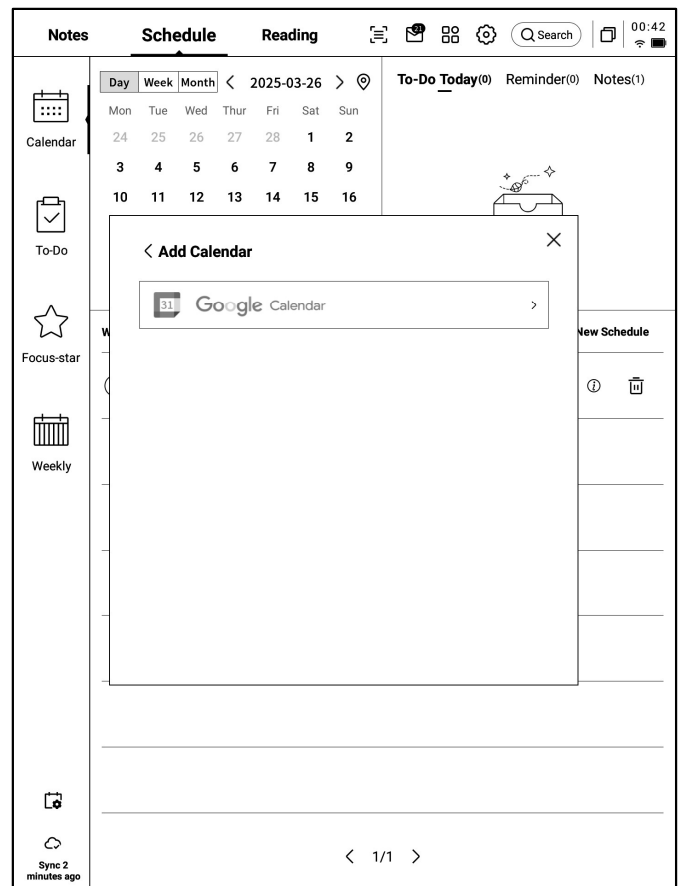 Notes Schedule Reading 21 Search 00:42
Day Week Month 2025-03-26 To-Do Today(0) Reminder(0) Notes(1)
Mon Tue Wed Thur Fri Sat Sun
24 25 26 27 28 1 2
3 4 5 6 7 8 9
10 11 12 13 14 15 16
Calendar
To-Do
Focus-star
Weekly
Add Calendar
31 Google Calendar
W
New Schedule
1/1
Sync 2
minutes ago